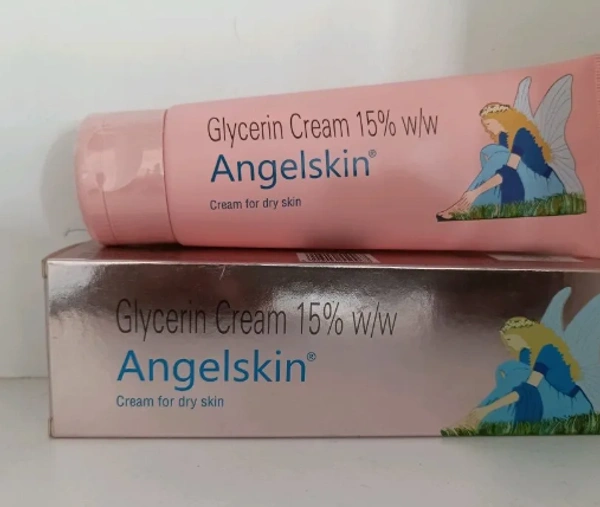 Glycerin Cream 15% w/w
Angelskin®
Cream for dry skin
Glycerin Cream 15% w/w
Angelskin®
Cream for dry skin